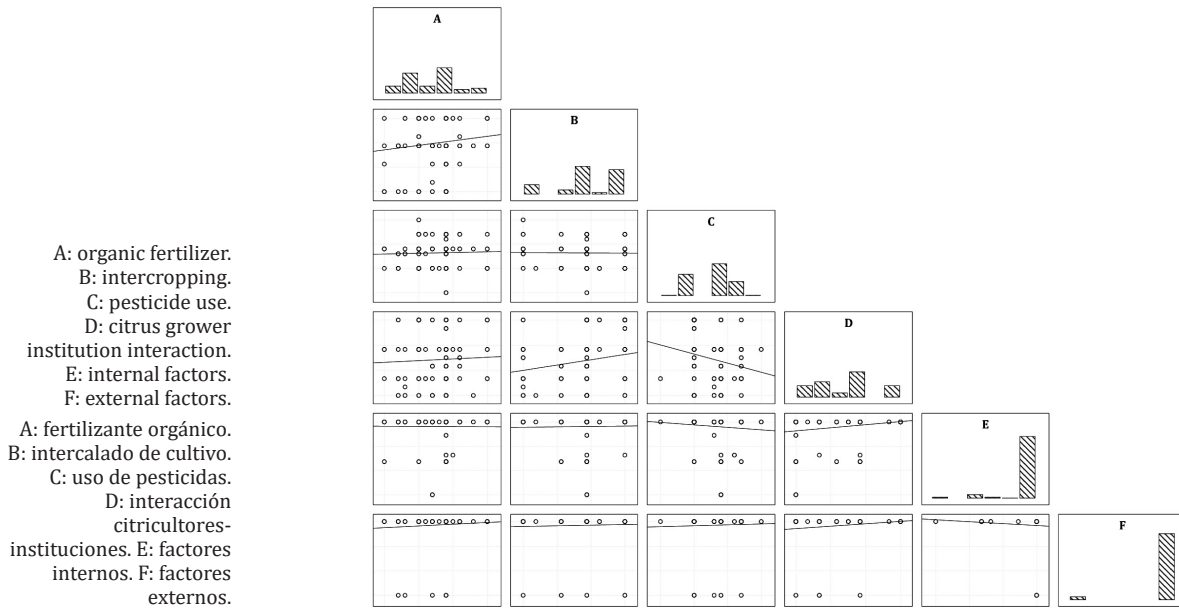 A
B
C
D
E
F
A: organic fertilizer.
B: intercropping.
C: pesticide use.
D: citrus grower
institution interaction.
E: internal factors.
F: external factors.
A: fertilizante orgánico.
B: intercalado de cultivo.
C: uso de pesticidas.
D: interacción
citricultores-
instituciones. E: factores
internos. F: factores
externos.